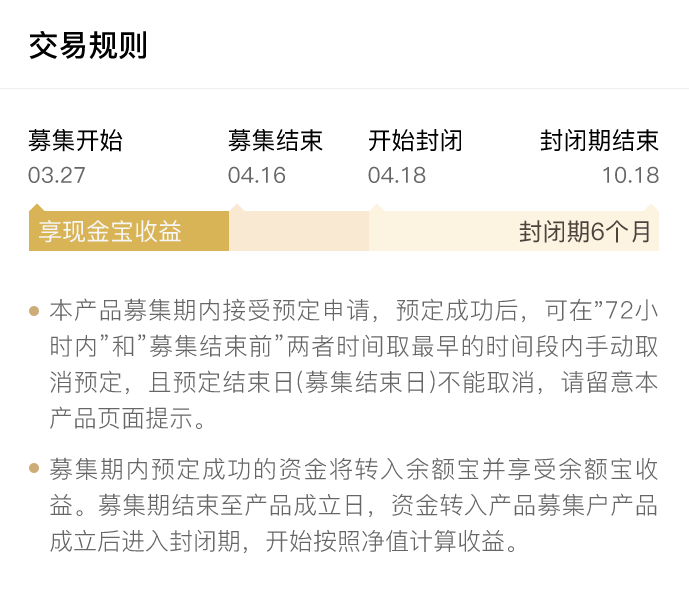 交易规则
募集开始 募集结束 开始封闭 封闭期结束
03.27 04.16 04.18 10.18
享现金宝收益 封闭期6个月
本产品募集期内接受预定申请，预定成功后，可在”72小
时内”和”募集结束前”两者时间取最早的时间段内手动取
消预定，且预定结束日(募集结束日)不能取消，请留意本
产品页面提示。
募集期内预定成功的资金将转入余额宝并享受余额宝收
益。募集期结束至产品成立日，资金转入产品募集户产品
成立后进入封闭期，开始按照净值计算收益。